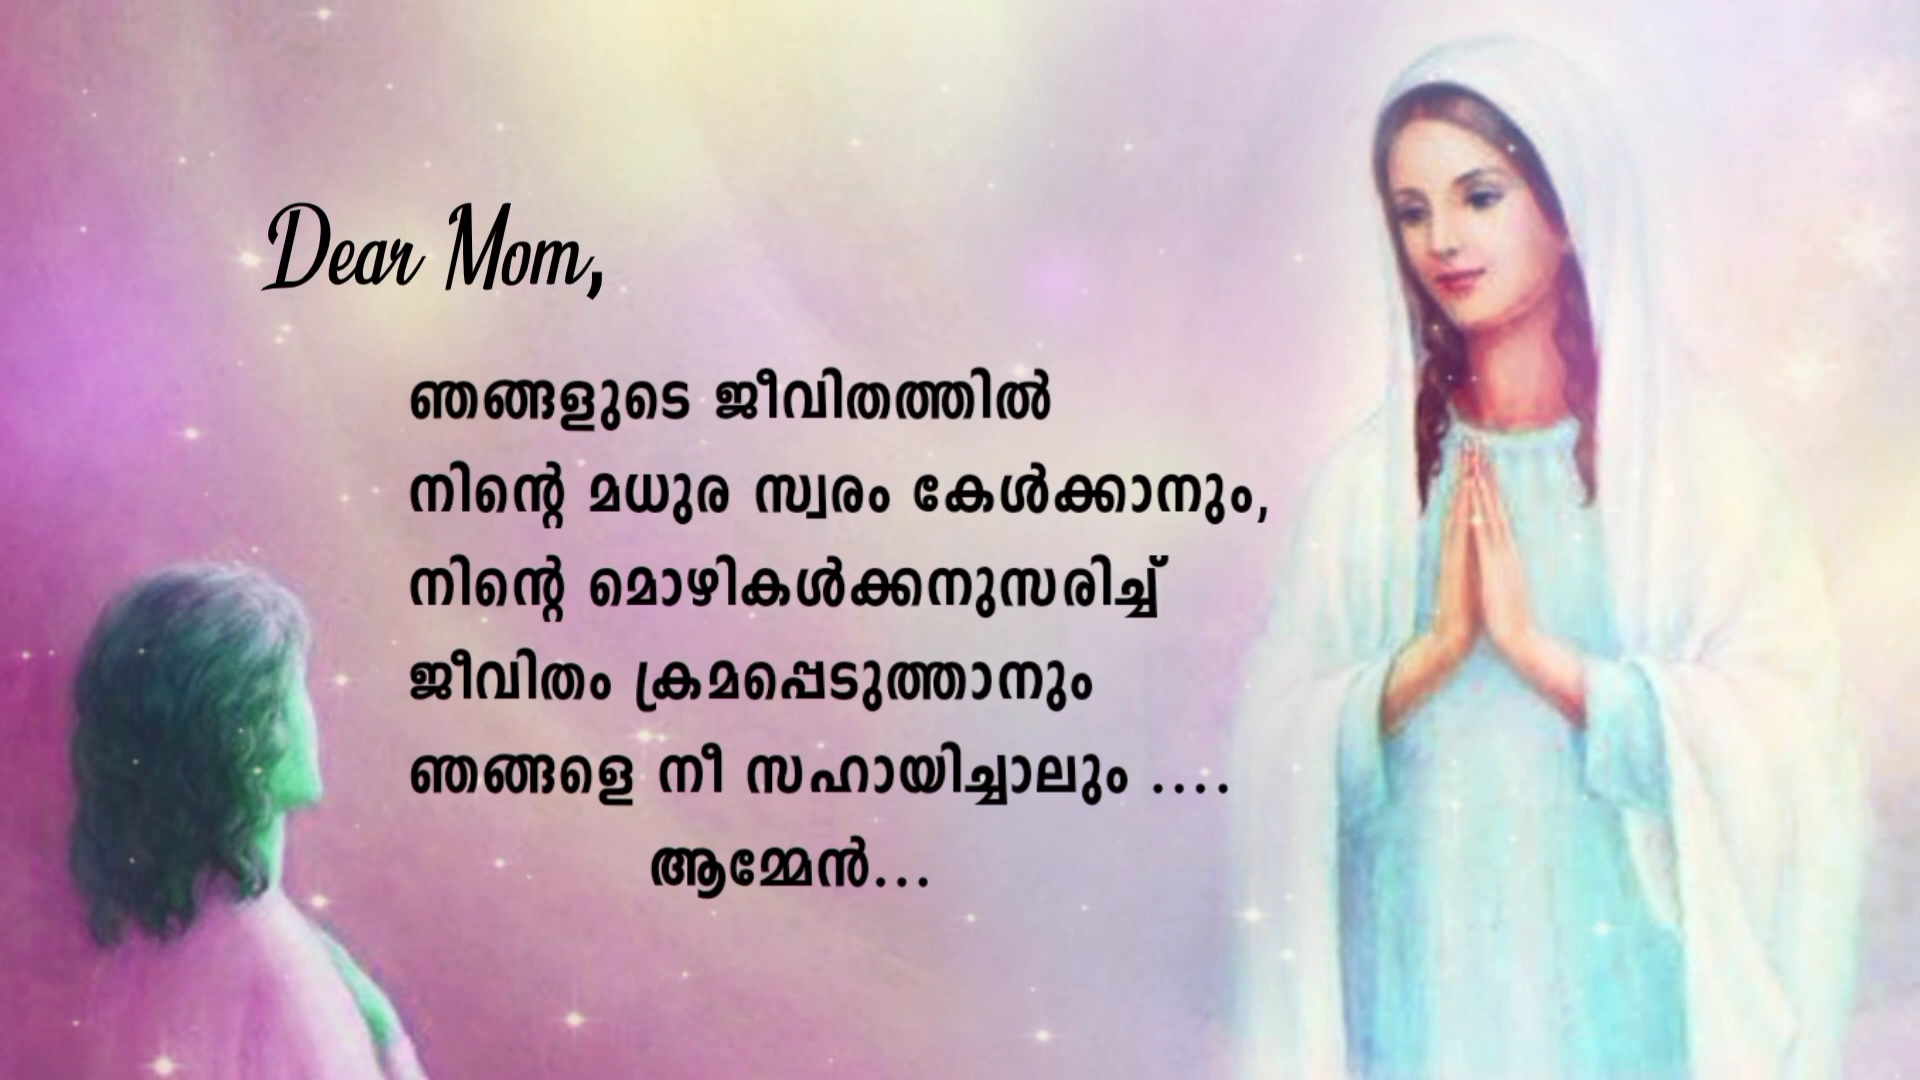 Dear Mom,
ഞങ്ങളുടെ ജീവിതത്തിൽ
നിന്റെ മധുര സ്വരം കേൾക്കാനും,
നിന്റെ മൊഴികൾക്കനുസരിച്ച്
ജീവിതം ക്രമപ്പെടുത്താനും
ഞങ്ങളെ നീ സഹായിച്ചാലും ....
ആമ്മേൻ...